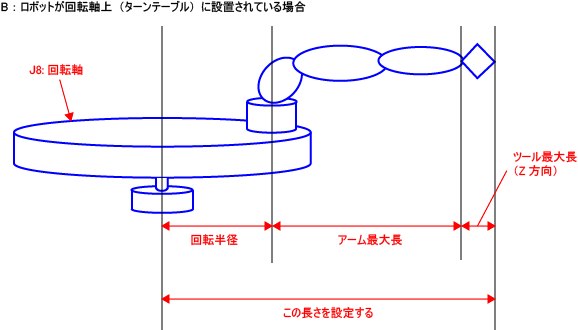 B：ロボットが回転軸上（ターンテーブル）に設置されている場合
J8: 回転軸
ツール最大長
（Z 方向）
回転半径
アーム最大長
この長さを設定する